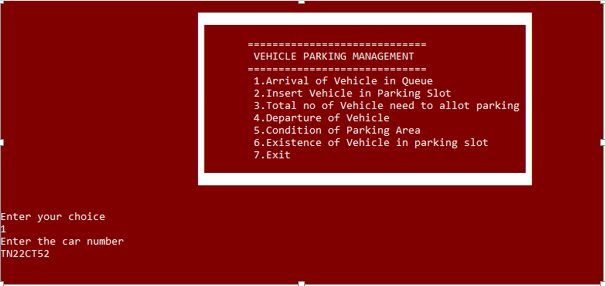 =============================
VEHICLE PARKING MANAGEMENT
=============================
1.Arrival of Vehicle in Queue
2.Insert Vehicle in Parking Slot
3.Total no of Vehicle need to allot parking
4.Departure of Vehicle
5.Condition of Parking Area
6.Existence of Vehicle in parking slot
7.Exit
Enter your choice
1
Enter the car number
TN22CT52